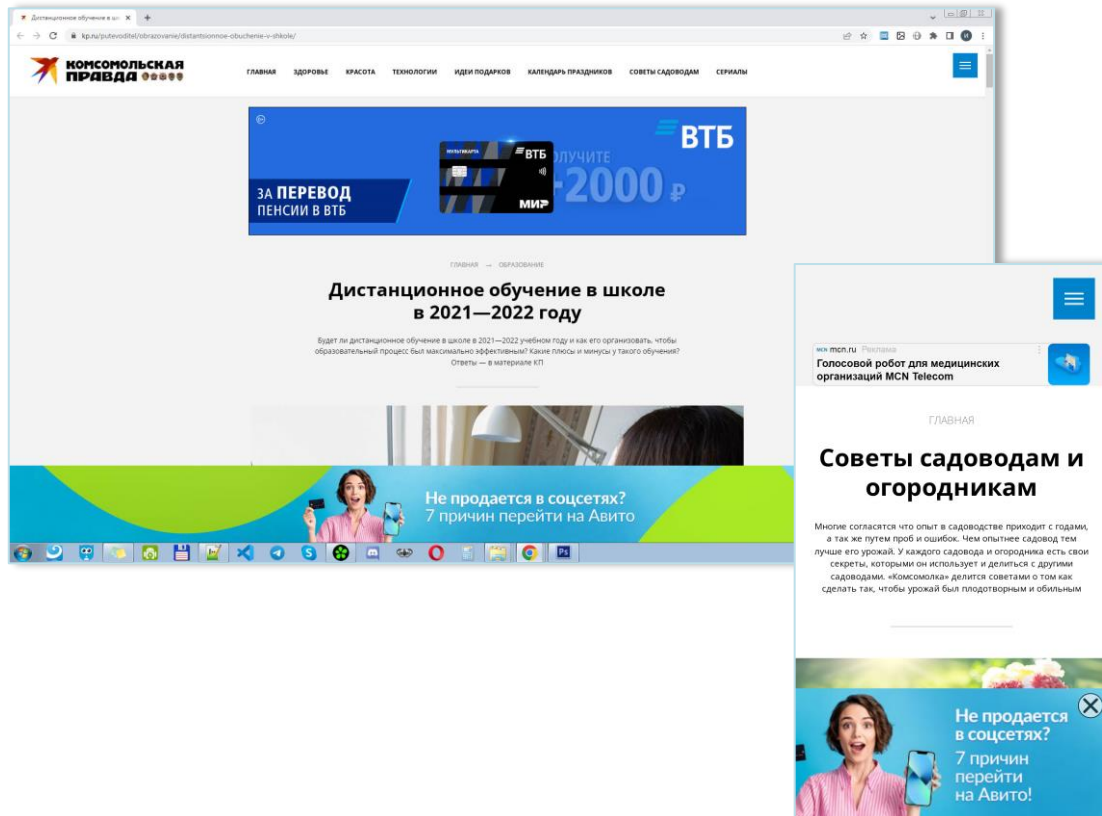 Дистанционное обучение в шк
kp.ru/putevoditel/obrazovanie/distantsionnoe-obuchenie-v-shkole/
КОМСОМОЛЬСКАЯ
ПРАВДА
ГЛАВНАЯ ЗДОРОВЬЕ КРАСОТА ТЕХНОЛОГИИ ИДЕИ ПОДАРКОВ КАЛЕНДАРЬ ПРАЗДНИКОВ СОВЕТЫ САДОВОДАМ СЕРИАЛЫ
ВТБ
МУЛЬТИКАРТА
ВТБ
ПОЛУЧИТЕ
+2000 ₽
МИР
ЗА ПЕРЕВОД
ПЕНСИИ В ВТБ
ГЛАВНАЯ → ОБРАЗОВАНИЕ
Дистанционное обучение в школе
в 2021—2022 году
Будет ли дистанционное обучение в школе в 2021—2022 учебном году и как его организовать, чтобы
образовательный процесс был максимально эффективным? Какие плюсы и минусы у такого обучения?
Ответы — в материале КП
Не продается в соцсетях?
7 причин перейти на Авито
Ps
MCN mcn.ru Реклама
Голосовой робот для медицинских
организаций MCN Telecom
ГЛАВНАЯ
Советы садоводам и
огородникам
Многие согласятся что опыт в садоводстве приходит с годами,
а так же путем проб и ошибок. Чем опытнее садовод тем
лучше его урожай. У каждого садовода и огородника есть свои
секреты, которыми он использует и делиться с другими
садоводами. «Комсомолка» делится советами о том как
сделать так, чтобы урожай был плодотворным и обильным
Не продается
в соцсетях?
7 причин
перейти
на Авито!